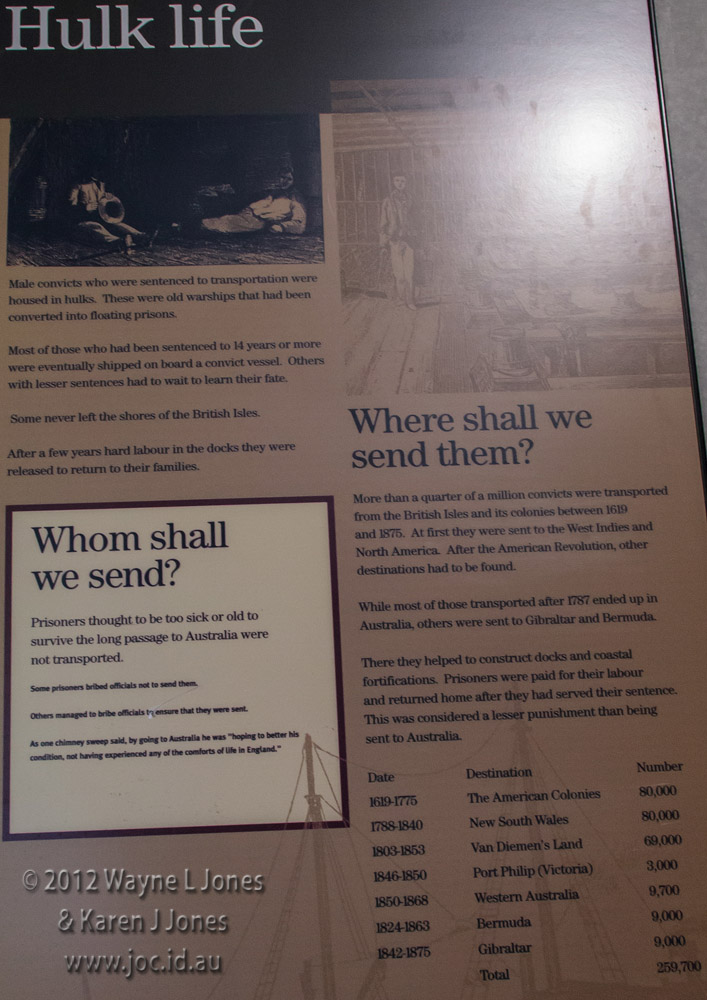 Hulk life
Male convicts who were sentenced to transportation were
housed in hulks. These were old warships that had been
converted into floating prisons.
Most of those who had been sentenced to 14 years or more
were eventually shipped on board a convict vessel. Others
with lesser sentences had to wait to learn their fate.
Some never left the shores of the British Isles.
After a few years hard labour in the docks they were
released to return to their families.
Whom shall
we send?
Prisoners thought to be too sick or old to
survive the long passage to Australia were
not transported.
Some prisoners bribed officials not to send them.
Others managed to bribe officials to ensure that they were sent.
As one chimney sweep said, by going to Australia he was "hoping to better his
condition, not having experienced any of the comforts of life in England."
Where shall we
send them?
More than a quarter of a million convicts were transported
from the British Isles and its colonies between 1619
and 1875. At first they were sent to the West Indies and
North America. After the American Revolution, other
destinations had to be found.
While most of those transported after 1787 ended up in
Australia, others were sent to Gibraltar and Bermuda.
There they helped to construct docks and coastal
fortifications. Prisoners were paid for their labour
and returned home after they had served their sentence.
This was considered a lesser punishment than being
sent to Australia.
Date Destination Number
1619-1775 The American Colonies 80,000
1788-1840 New South Wales 80,000
1803-1853 Van Diemen's Land 69,000
1846-1850 Port Philip (Victoria) 3,000
1850-1868 Western Australia 9,700
1824-1863 Bermuda 9,000
1842-1875 Gibraltar 9,000
Total 259,700
© 2012 Wayne L Jones
& Karen J Jones
www.joc.id.au